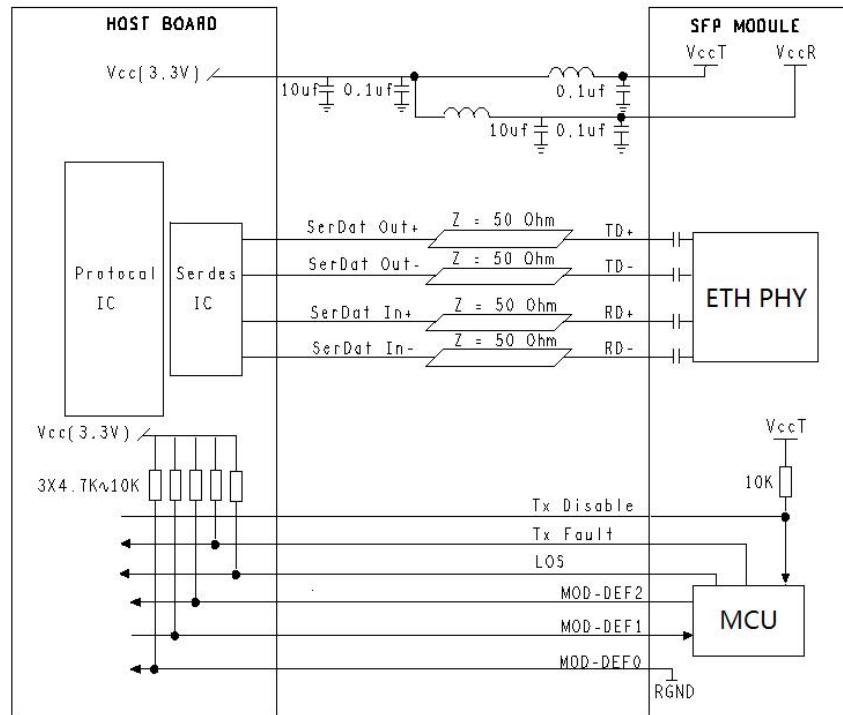 HOST BOARD
SFP MODULE
VccT
VccR
Vcc(3.3V)
10uf
0.1uf
0.1uf
10uf
0.1uf
Protocal
IC
Serdes
IC
SerDat Out+
Z = 50 Ohm
TD+
SerDat Out-
Z = 50 Ohm
TD-
SerDat In+
Z = 50 Ohm
RD+
SerDat In-
Z = 50 Ohm
RD-
ETH PHY
Vcc(3.3V)
3X4.7K∿10K
VccT
10K
Tx Disable
Tx Fault
LOS
MOD-DEF2
MOD-DEF1
MOD-DEF0
MCU
RGND